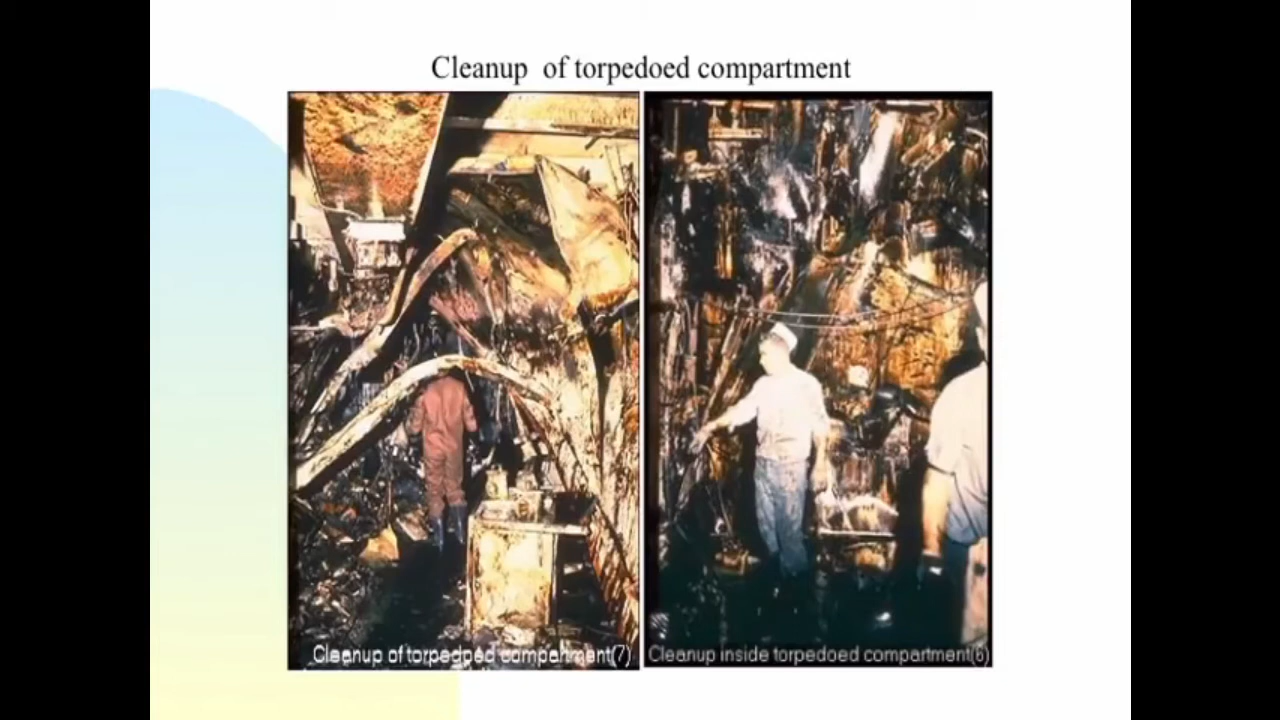 Cleanup of torpedoed compartment
Cleanup of torpedoed compartment(7)
Cleanup inside torpedoed compartment(6)